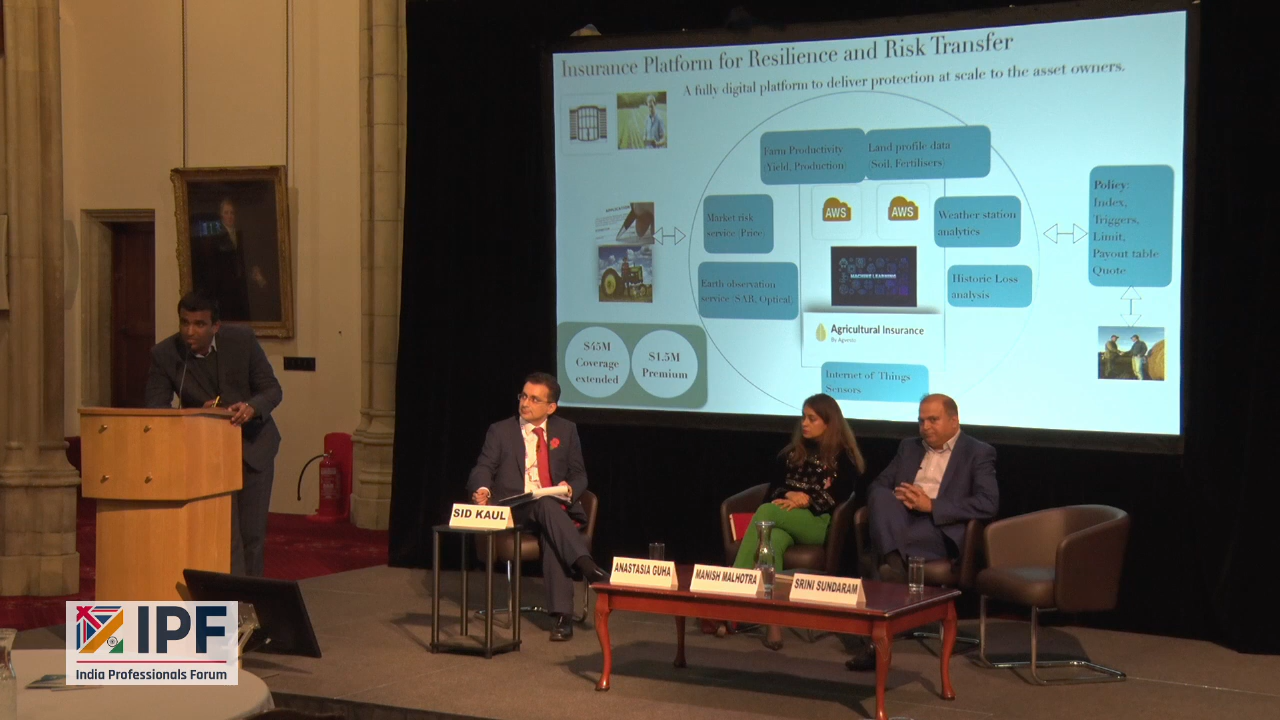 Insurance Platform for Resilience and Risk Transfer
A fully digital platform to deliver protection at scale to the asset owners.
Farm Productivity
(Yield, Production)
Land profile data
(Soil, Fertilisers)
AWS
AWS
Market risk
service (Price)
Weather station
analytics
Policy:
Index,
Triggers,
Limit,
Payout table
Quote
APPLICATION
Earth observation
service (SAR, Optical)
MACHINE LEARNING
Historic Loss
analysis
Agricultural Insurance
$45M
Coverage
extended
$1.5M
Premium
Internet of Things
Sensors
SID KAUL
ANASTASIA GUHA
MANISH MALHOTRA
SRINI SUNDARAM
IPF
India Professionals Forum